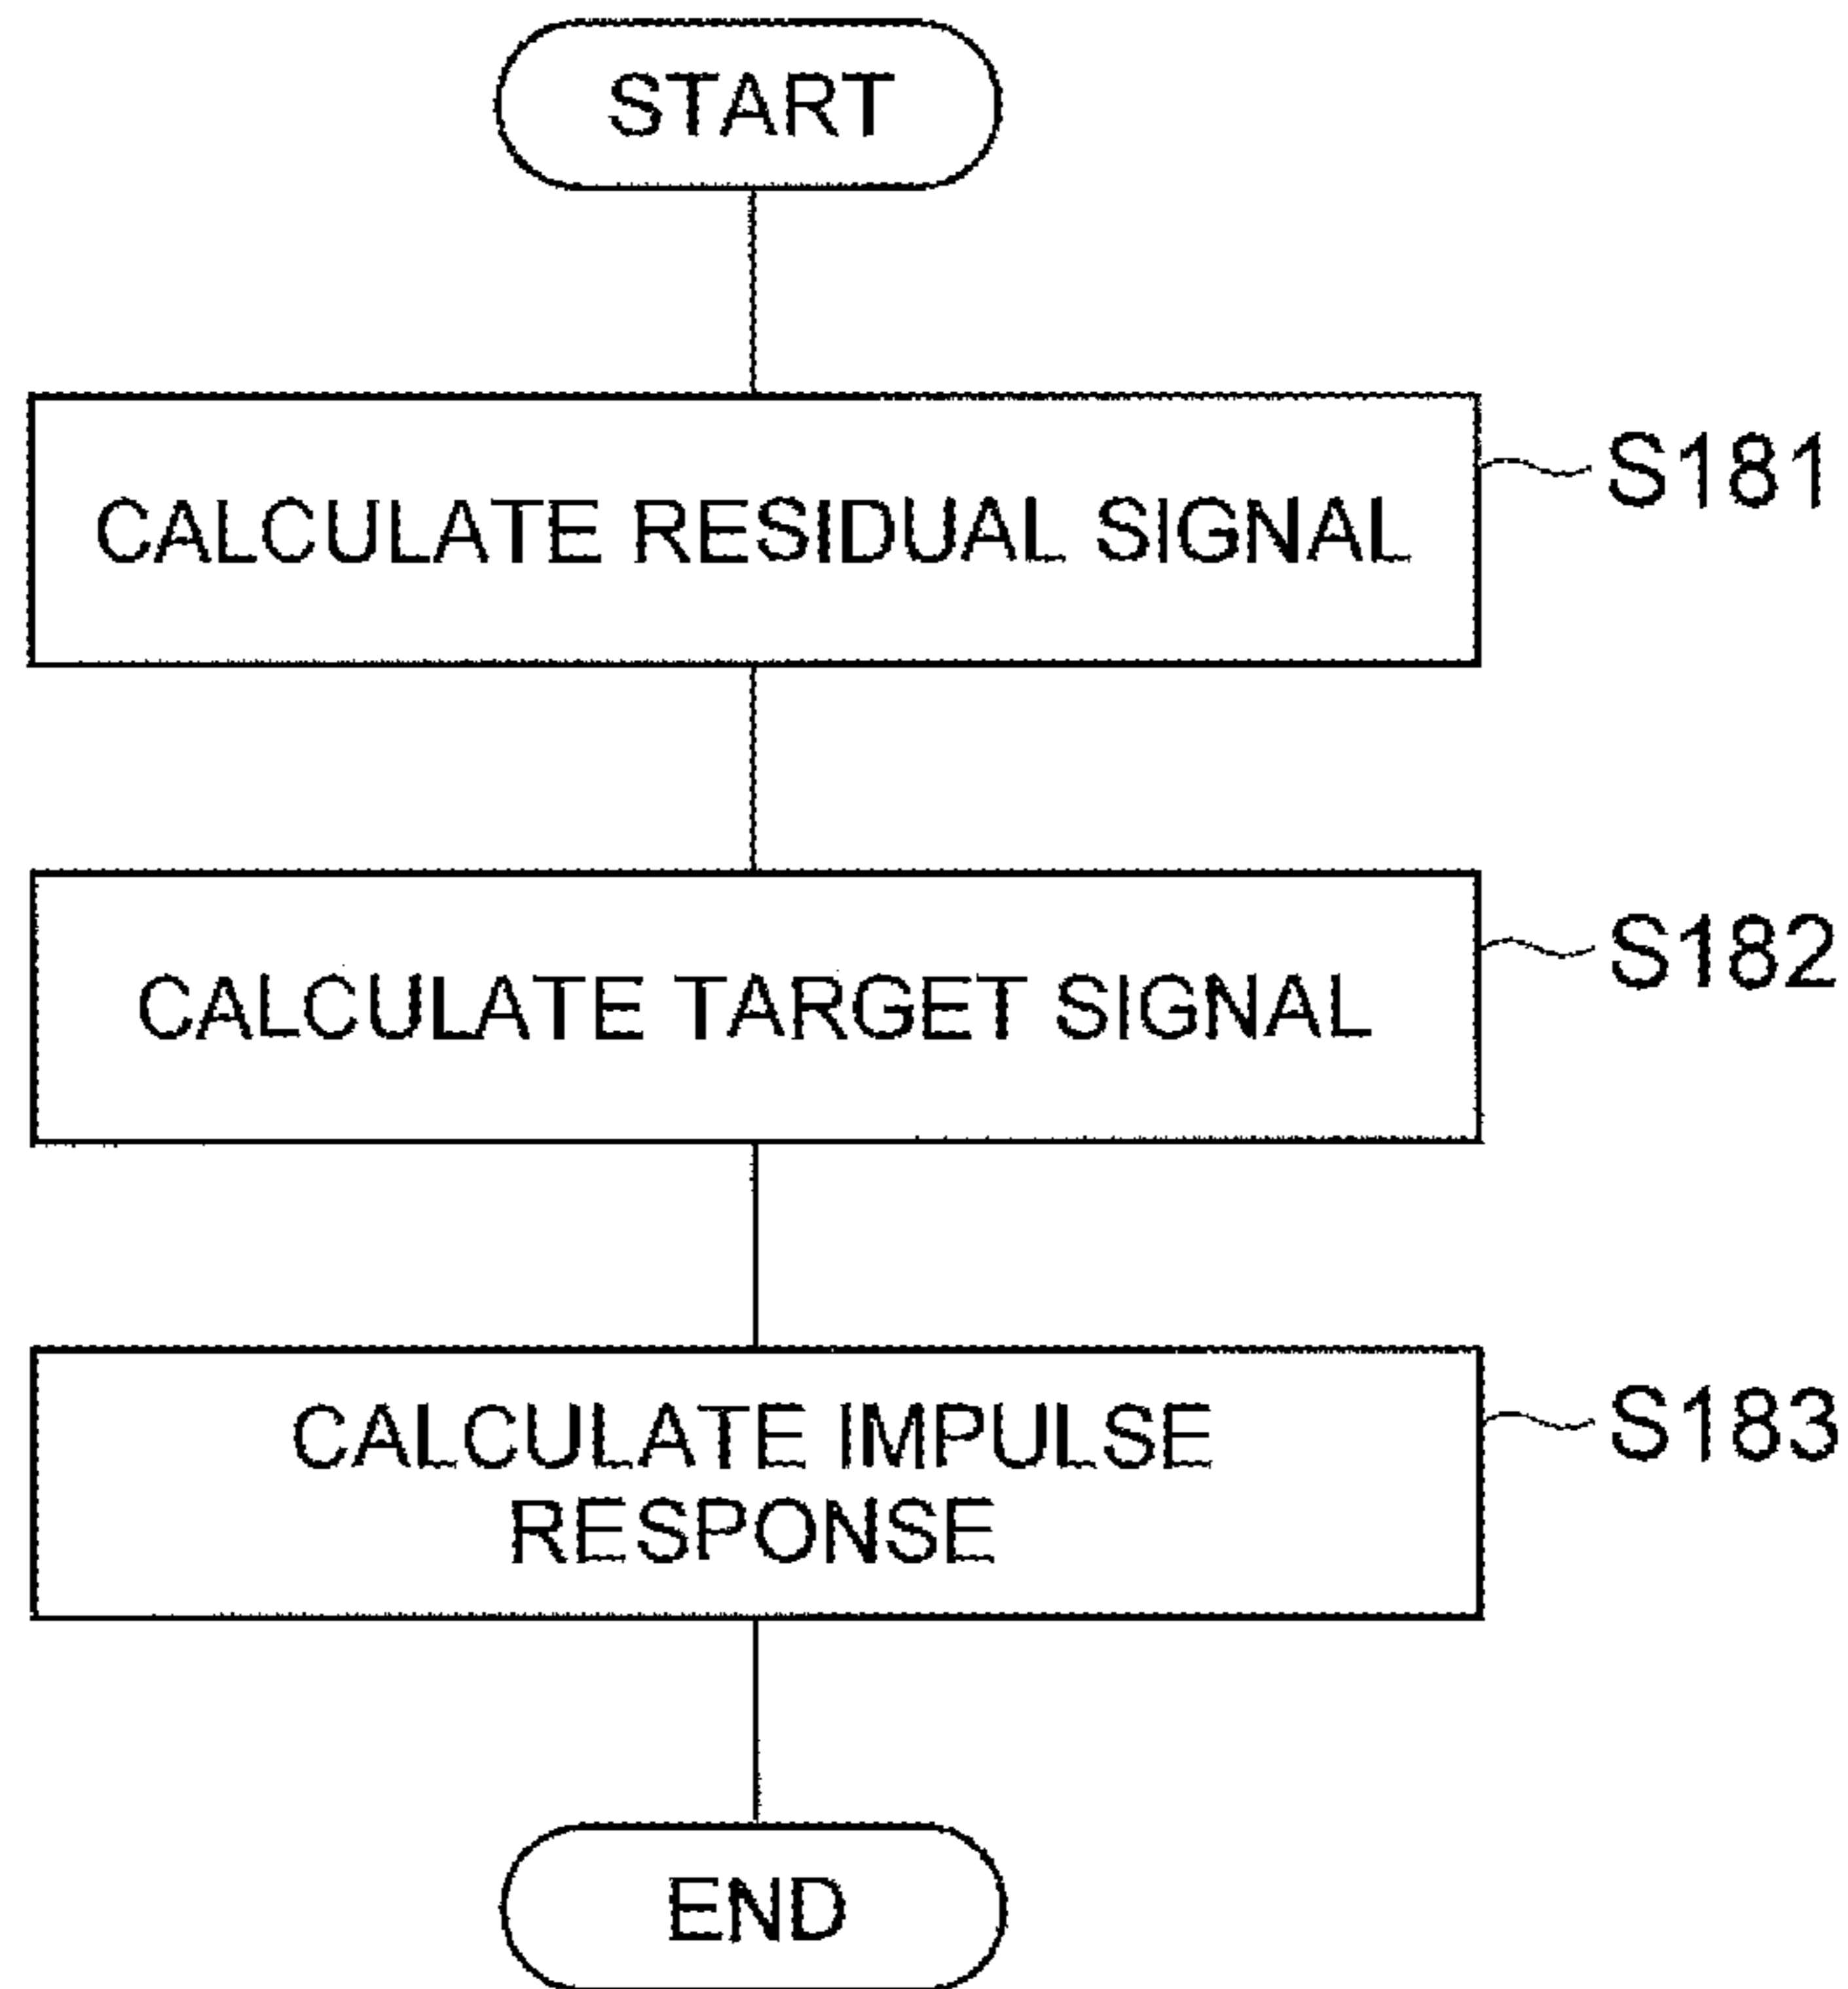 START
CALCULATE RESIDUAL SIGNAL
S181
CALCULATE TARGET SIGNAL
S182
CALCULATE IMPULSE
RESPONSE
S183
END